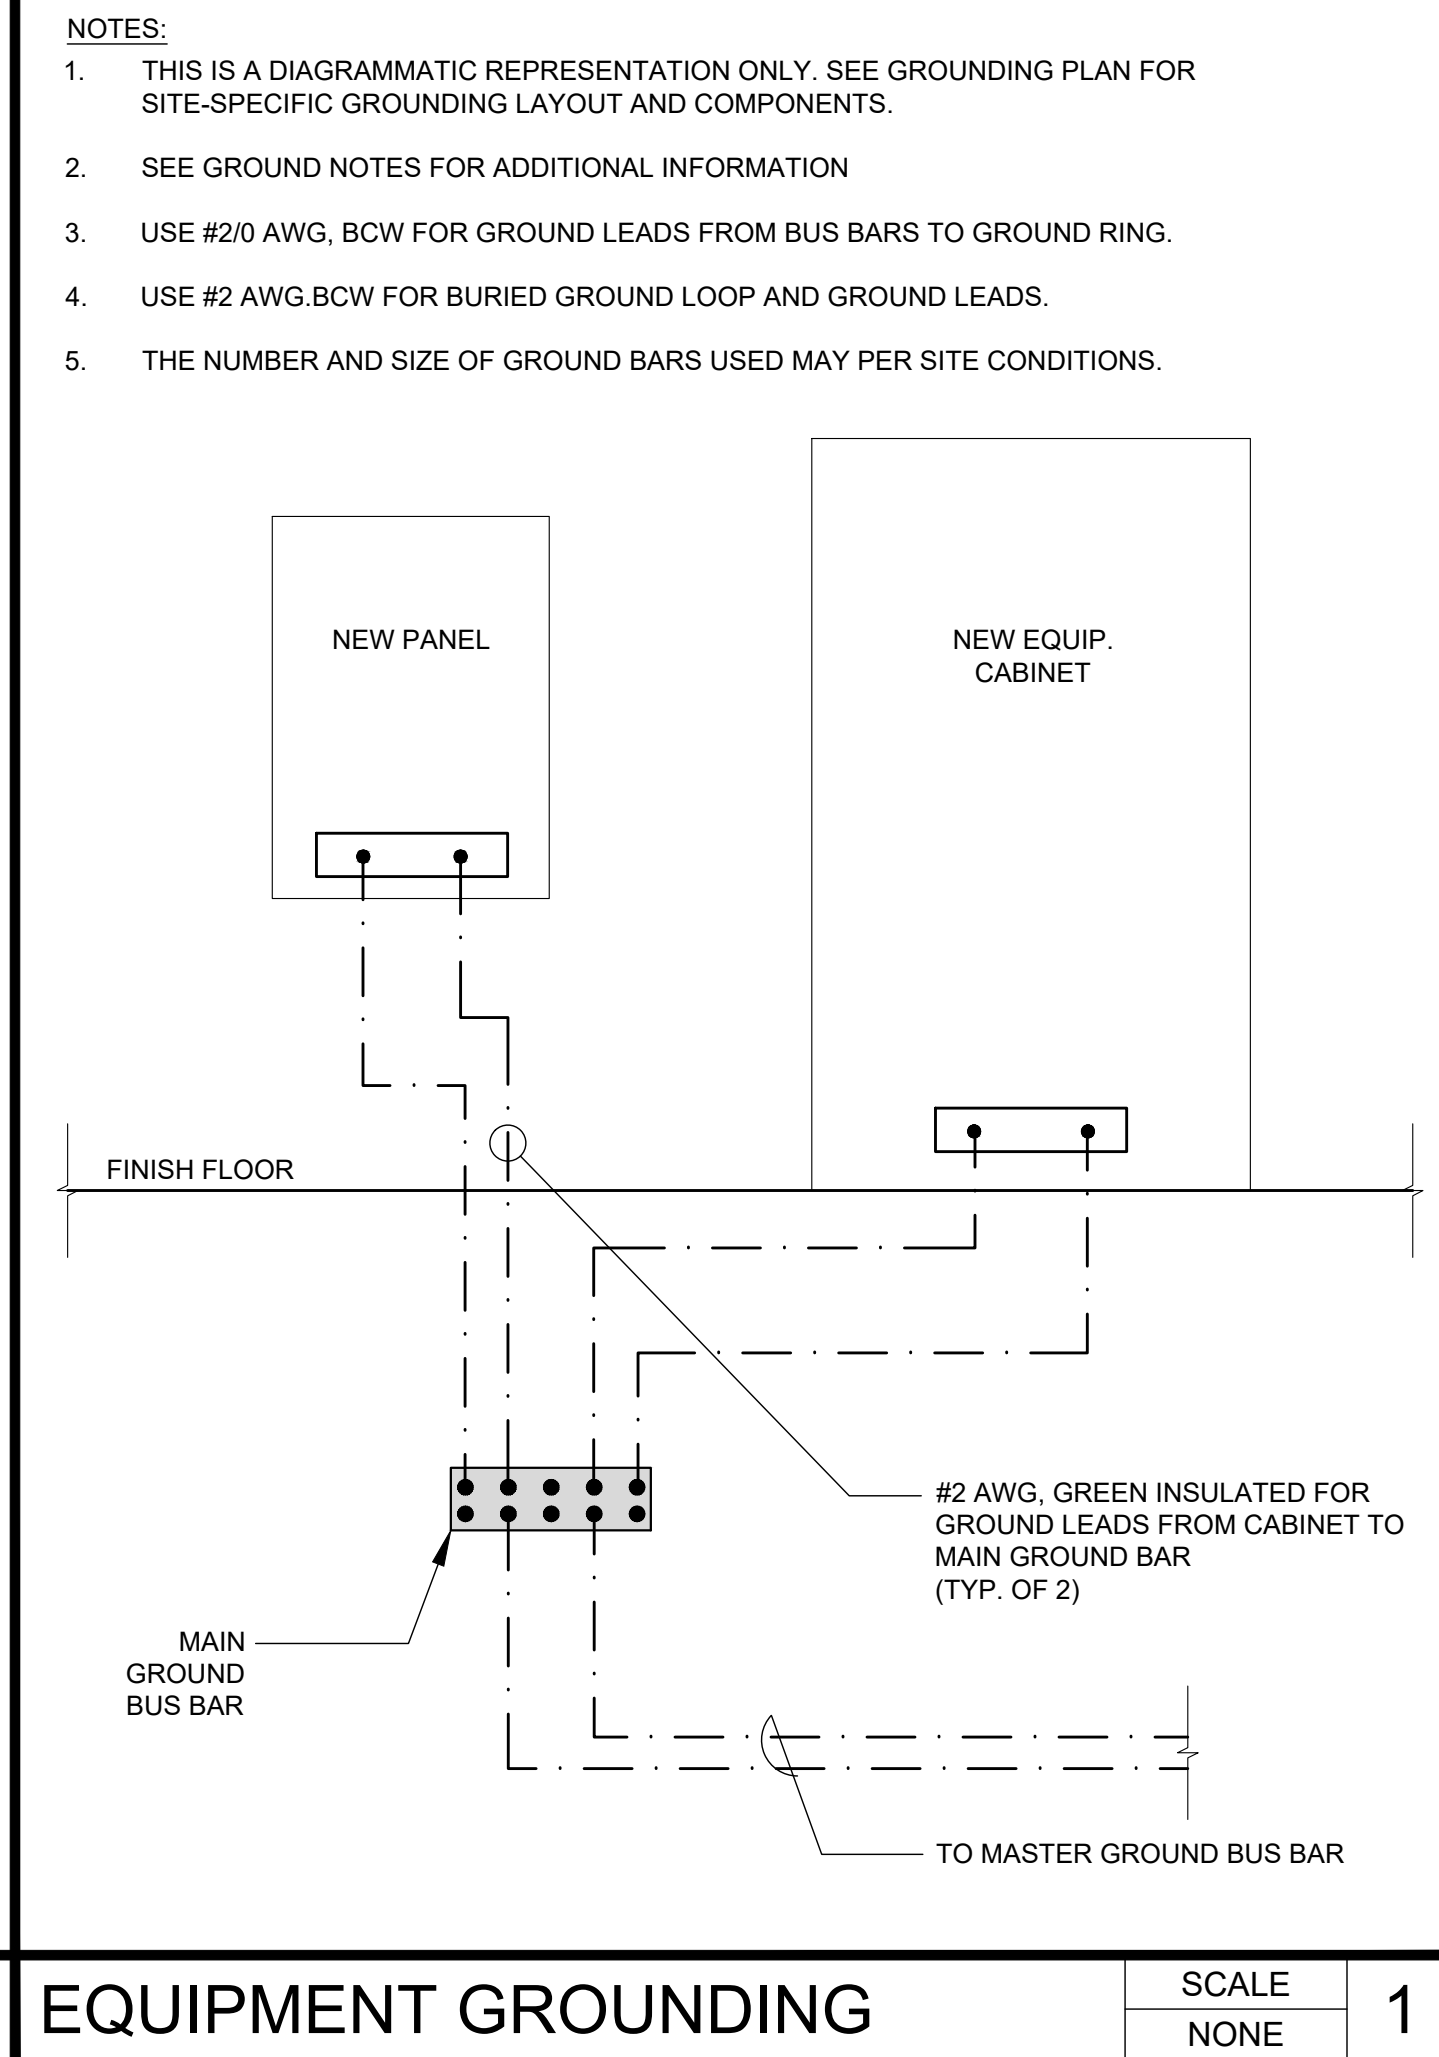 NOTES:
1. THIS IS A DIAGRAMMATIC REPRESENTATION ONLY. SEE GROUNDING PLAN FOR
SITE-SPECIFIC GROUNDING LAYOUT AND COMPONENTS.
2. SEE GROUND NOTES FOR ADDITIONAL INFORMATION
3. USE #2/0 AWG, BCW FOR GROUND LEADS FROM BUS BARS TO GROUND RING.
4. USE #2 AWG.BCW FOR BURIED GROUND LOOP AND GROUND LEADS.
5. THE NUMBER AND SIZE OF GROUND BARS USED MAY PER SITE CONDITIONS.
NEW PANEL
NEW EQUIP.
CABINET
FINISH FLOOR
#2 AWG, GREEN INSULATED FOR
GROUND LEADS FROM CABINET TO
MAIN GROUND BAR
(TYP. OF 2)
MAIN
GROUND
BUS BAR
TO MASTER GROUND BUS BAR
EQUIPMENT GROUNDING
SCALE
NONE
1